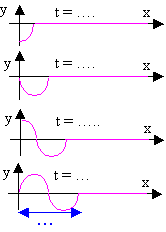 y t = .... x
y t = .... x
y t = ..... x
y t = ... x
...